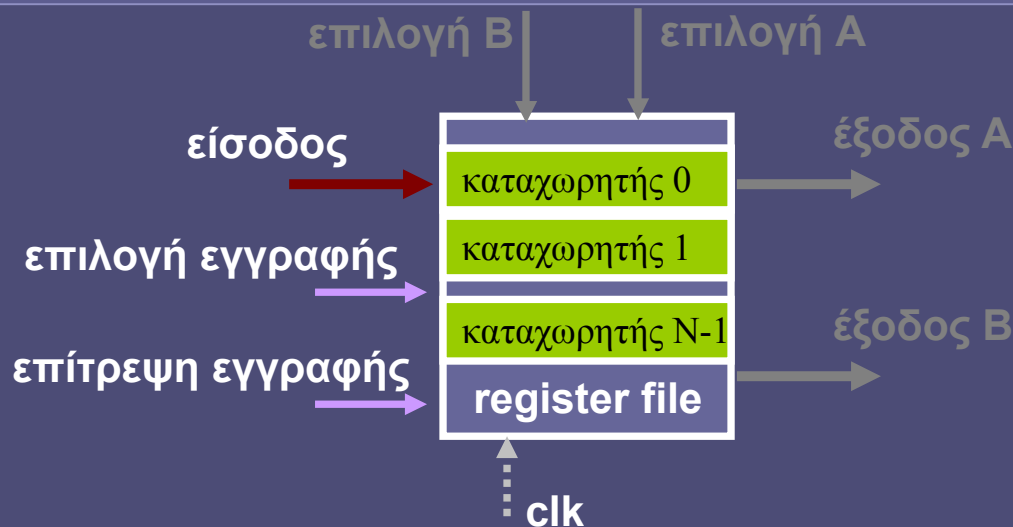 επιλογή B
επιλογή A
είσοδος
έξοδος A
καταχωρητής 0
επιλογή εγγραφής
καταχωρητής 1
καταχωρητής N-1
έξοδος B
επίτρεψη εγγραφής
register file
clk